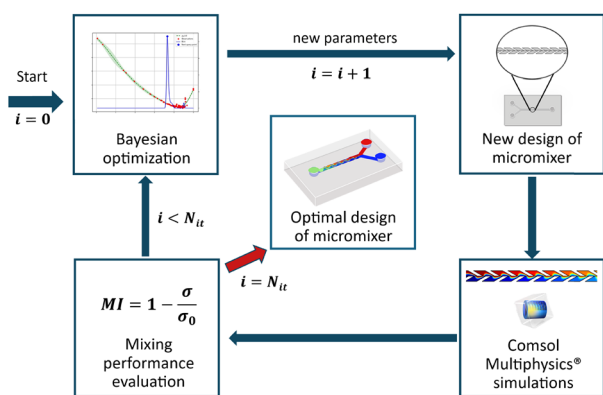 Start
i = 0
Bayesian
optimization
new parameters
i = i + 1
New design of
micromixer
Optimal design
of micromixer
i < N_it
i = N_it
MI = 1 − σ/σ₀
Mixing
performance
evaluation
Comsol
Multiphysics®
simulations